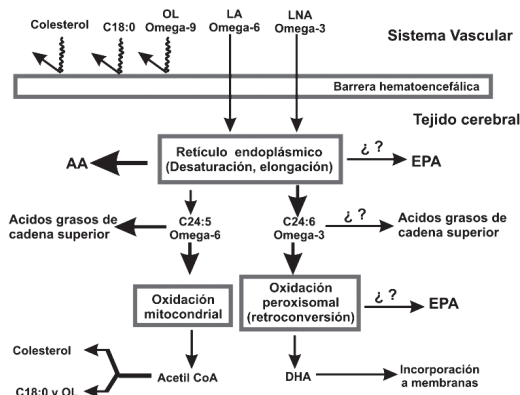 Colesterol
C18:0
OL
Omega-9
LA
Omega-6
LNA
Omega-3
Sistema Vascular
Barrera hematoencefálica
Tejido cerebral
AA
Retículo endoplásmico
(Desaturación, elongación)
¿ ?
EPA
Acidos grasos de
cadena superior
C24:5
Omega-6
C24:6
Omega-3
¿ ?
Acidos grasos de
cadena superior
Oxidación
mitocondrial
Oxidación
peroxisomal
(retroconversión)
¿ ?
EPA
Colesterol
C18:0 y OL
Acetil CoA
DHA
Incorporación
a membranas